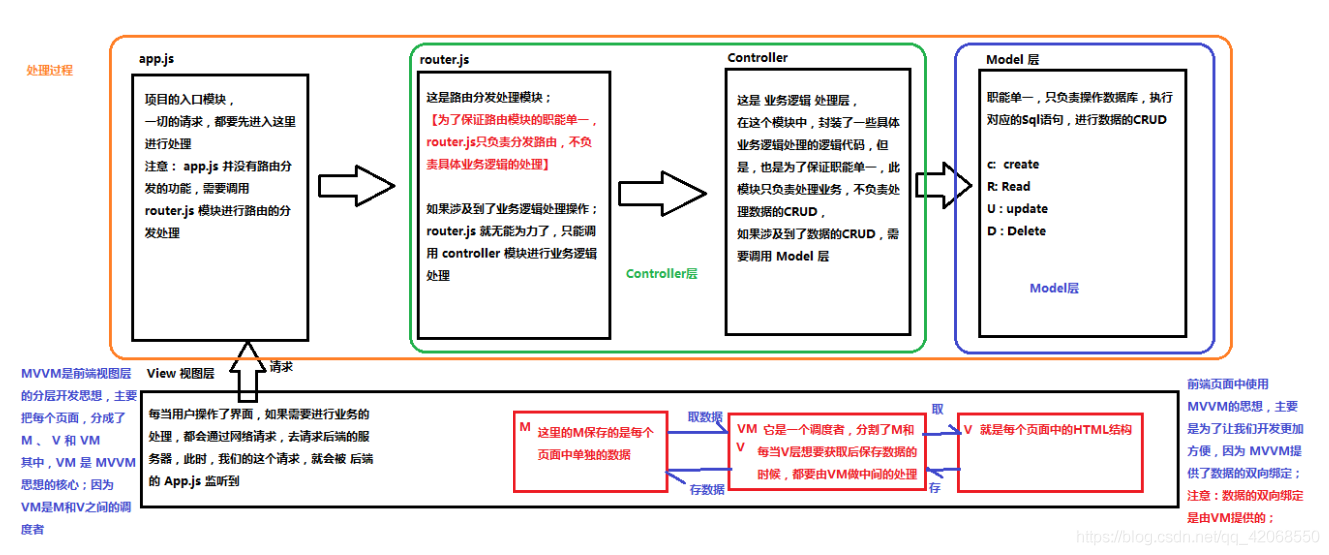 处理过程
app.js
项目的入口模块，
一切的请求，都要先进入这里
进行处理
注意： app.js 并没有路由分
发的功能，需要调用
router.js 模块进行路由的分
发处理
router.js
这是路由分发处理模块；
【为了保证路由模块的职能单一，
router.js只负责分发路由，不负
责具体业务逻辑的处理】
如果涉及到了业务逻辑处理操作；
router.js 就无能为力了，只能调
用 controller 模块进行业务逻辑
处理
Controller层
Controller
这是 业务逻辑 处理层，
在这个模块中，封装了一些具体
业务逻辑处理的逻辑代码，但
是，也是为了保证职能单一，此
模块只负责处理业务，不负责处
理数据的CRUD，
如果涉及到了数据的CRUD，需
要调用 Model 层
Model 层
职能单一，只负责操作数据库，执行
对应的Sql语句，进行数据的CRUD
c: create
R: Read
U : update
D : Delete
Model层
请求
MVVM是前端视图层
的分层开发思想，主要
把每个页面，分成了
M 、 V 和 VM
其中，VM 是 MVVM
思想的核心；因为
VM是M和V之间的调
度者
View 视图层
每当用户操作了界面，如果需要进行业务的
处理，都会通过网络请求，去请求后端的服
务器，此时，我们的这个请求，就会被 后端
的 App.js 监听到
M 这里的M保存的是每个
页面中单独的数据
取数据
存数据
VM 它是一个调度者，分割了M和
V 每当V层想要获取后保存数据的
时候，都要由VM做中间的处理
取
存
V 就是每个页面中的HTML结构
前端页面中使用
MVVM的思想，主要
是为了让我们开发更加
方便，因为 MVVM提
供了数据的双向绑定；
注意：数据的双向绑定
是由VM提供的；
https://blog.csdn.net/qq_42068550